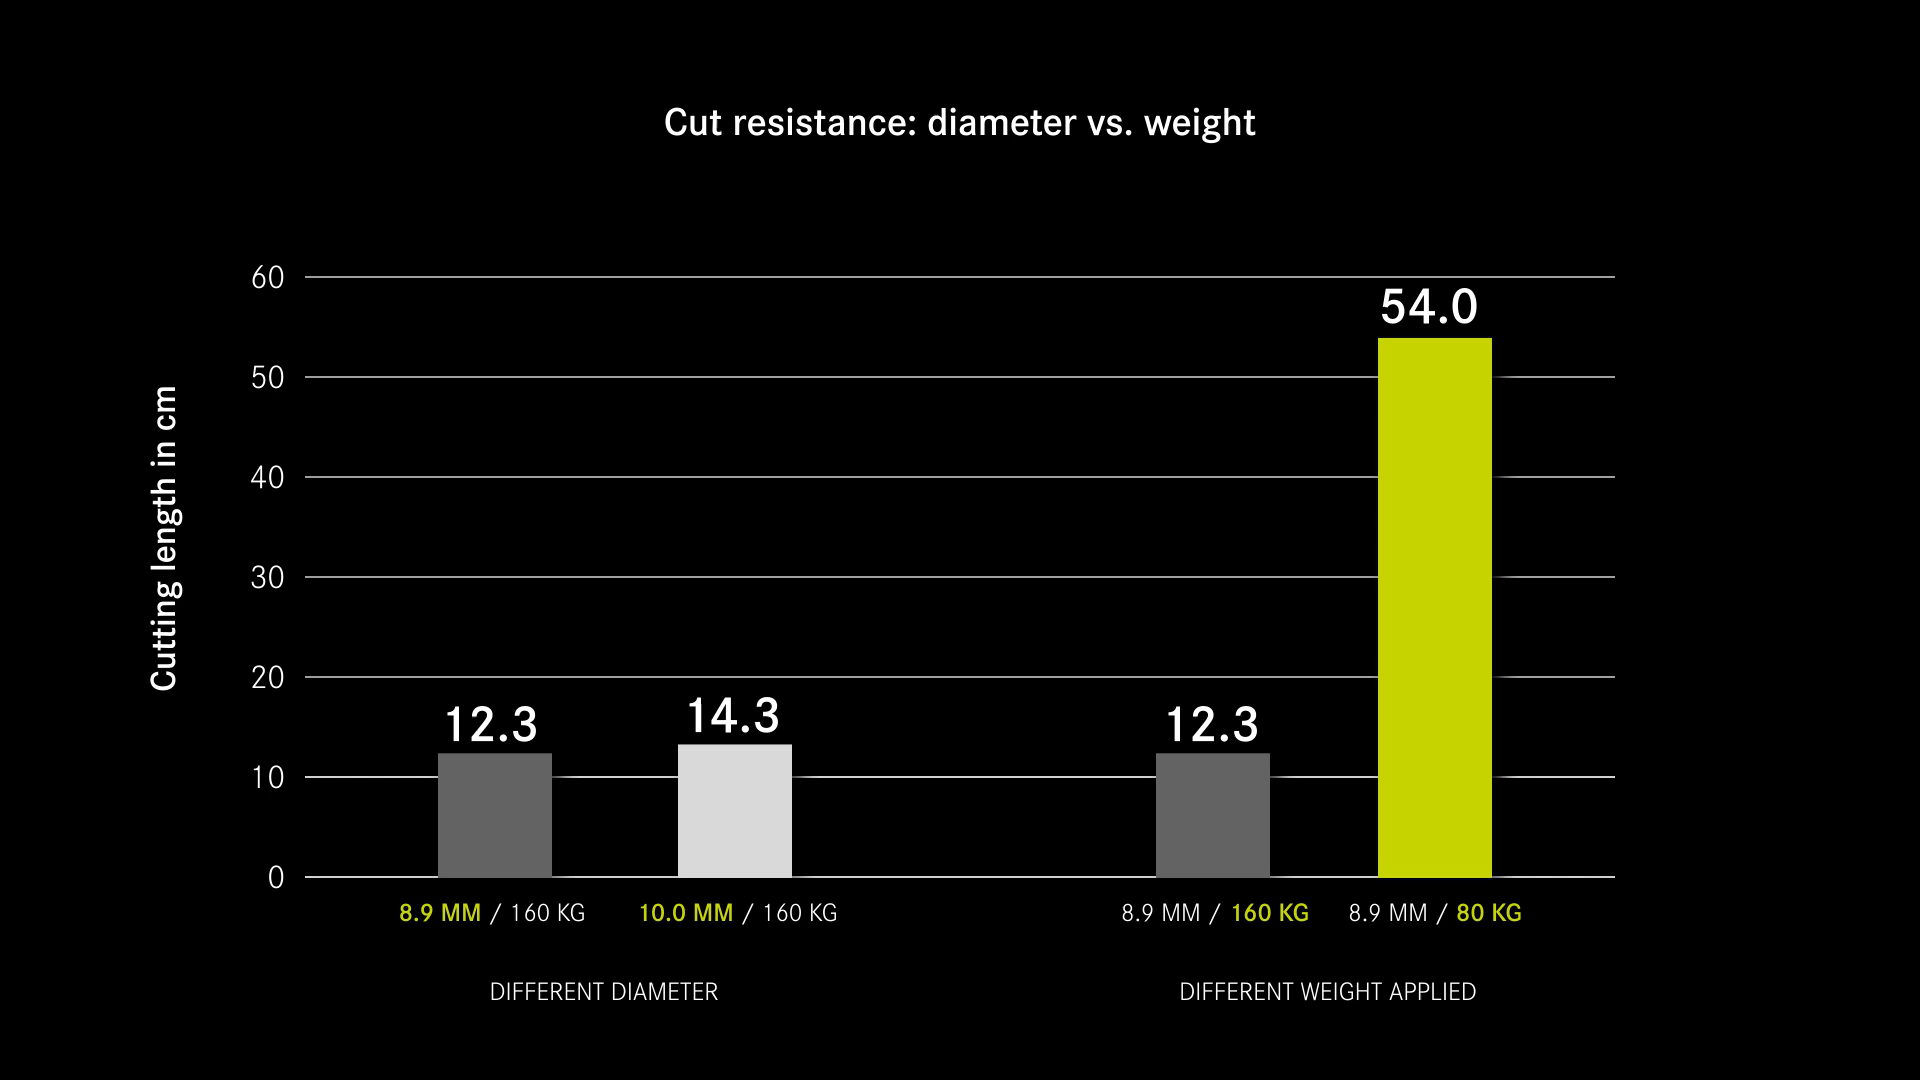 Cut resistance: diameter vs. weight
Cutting length in cm
60
50
40
30
20
10
0
12.3
14.3
12.3
54.0
8.9 MM / 160 KG
10.0 MM / 160 KG
8.9 MM / 160 KG
8.9 MM / 80 KG
DIFFERENT DIAMETER
DIFFERENT WEIGHT APPLIED